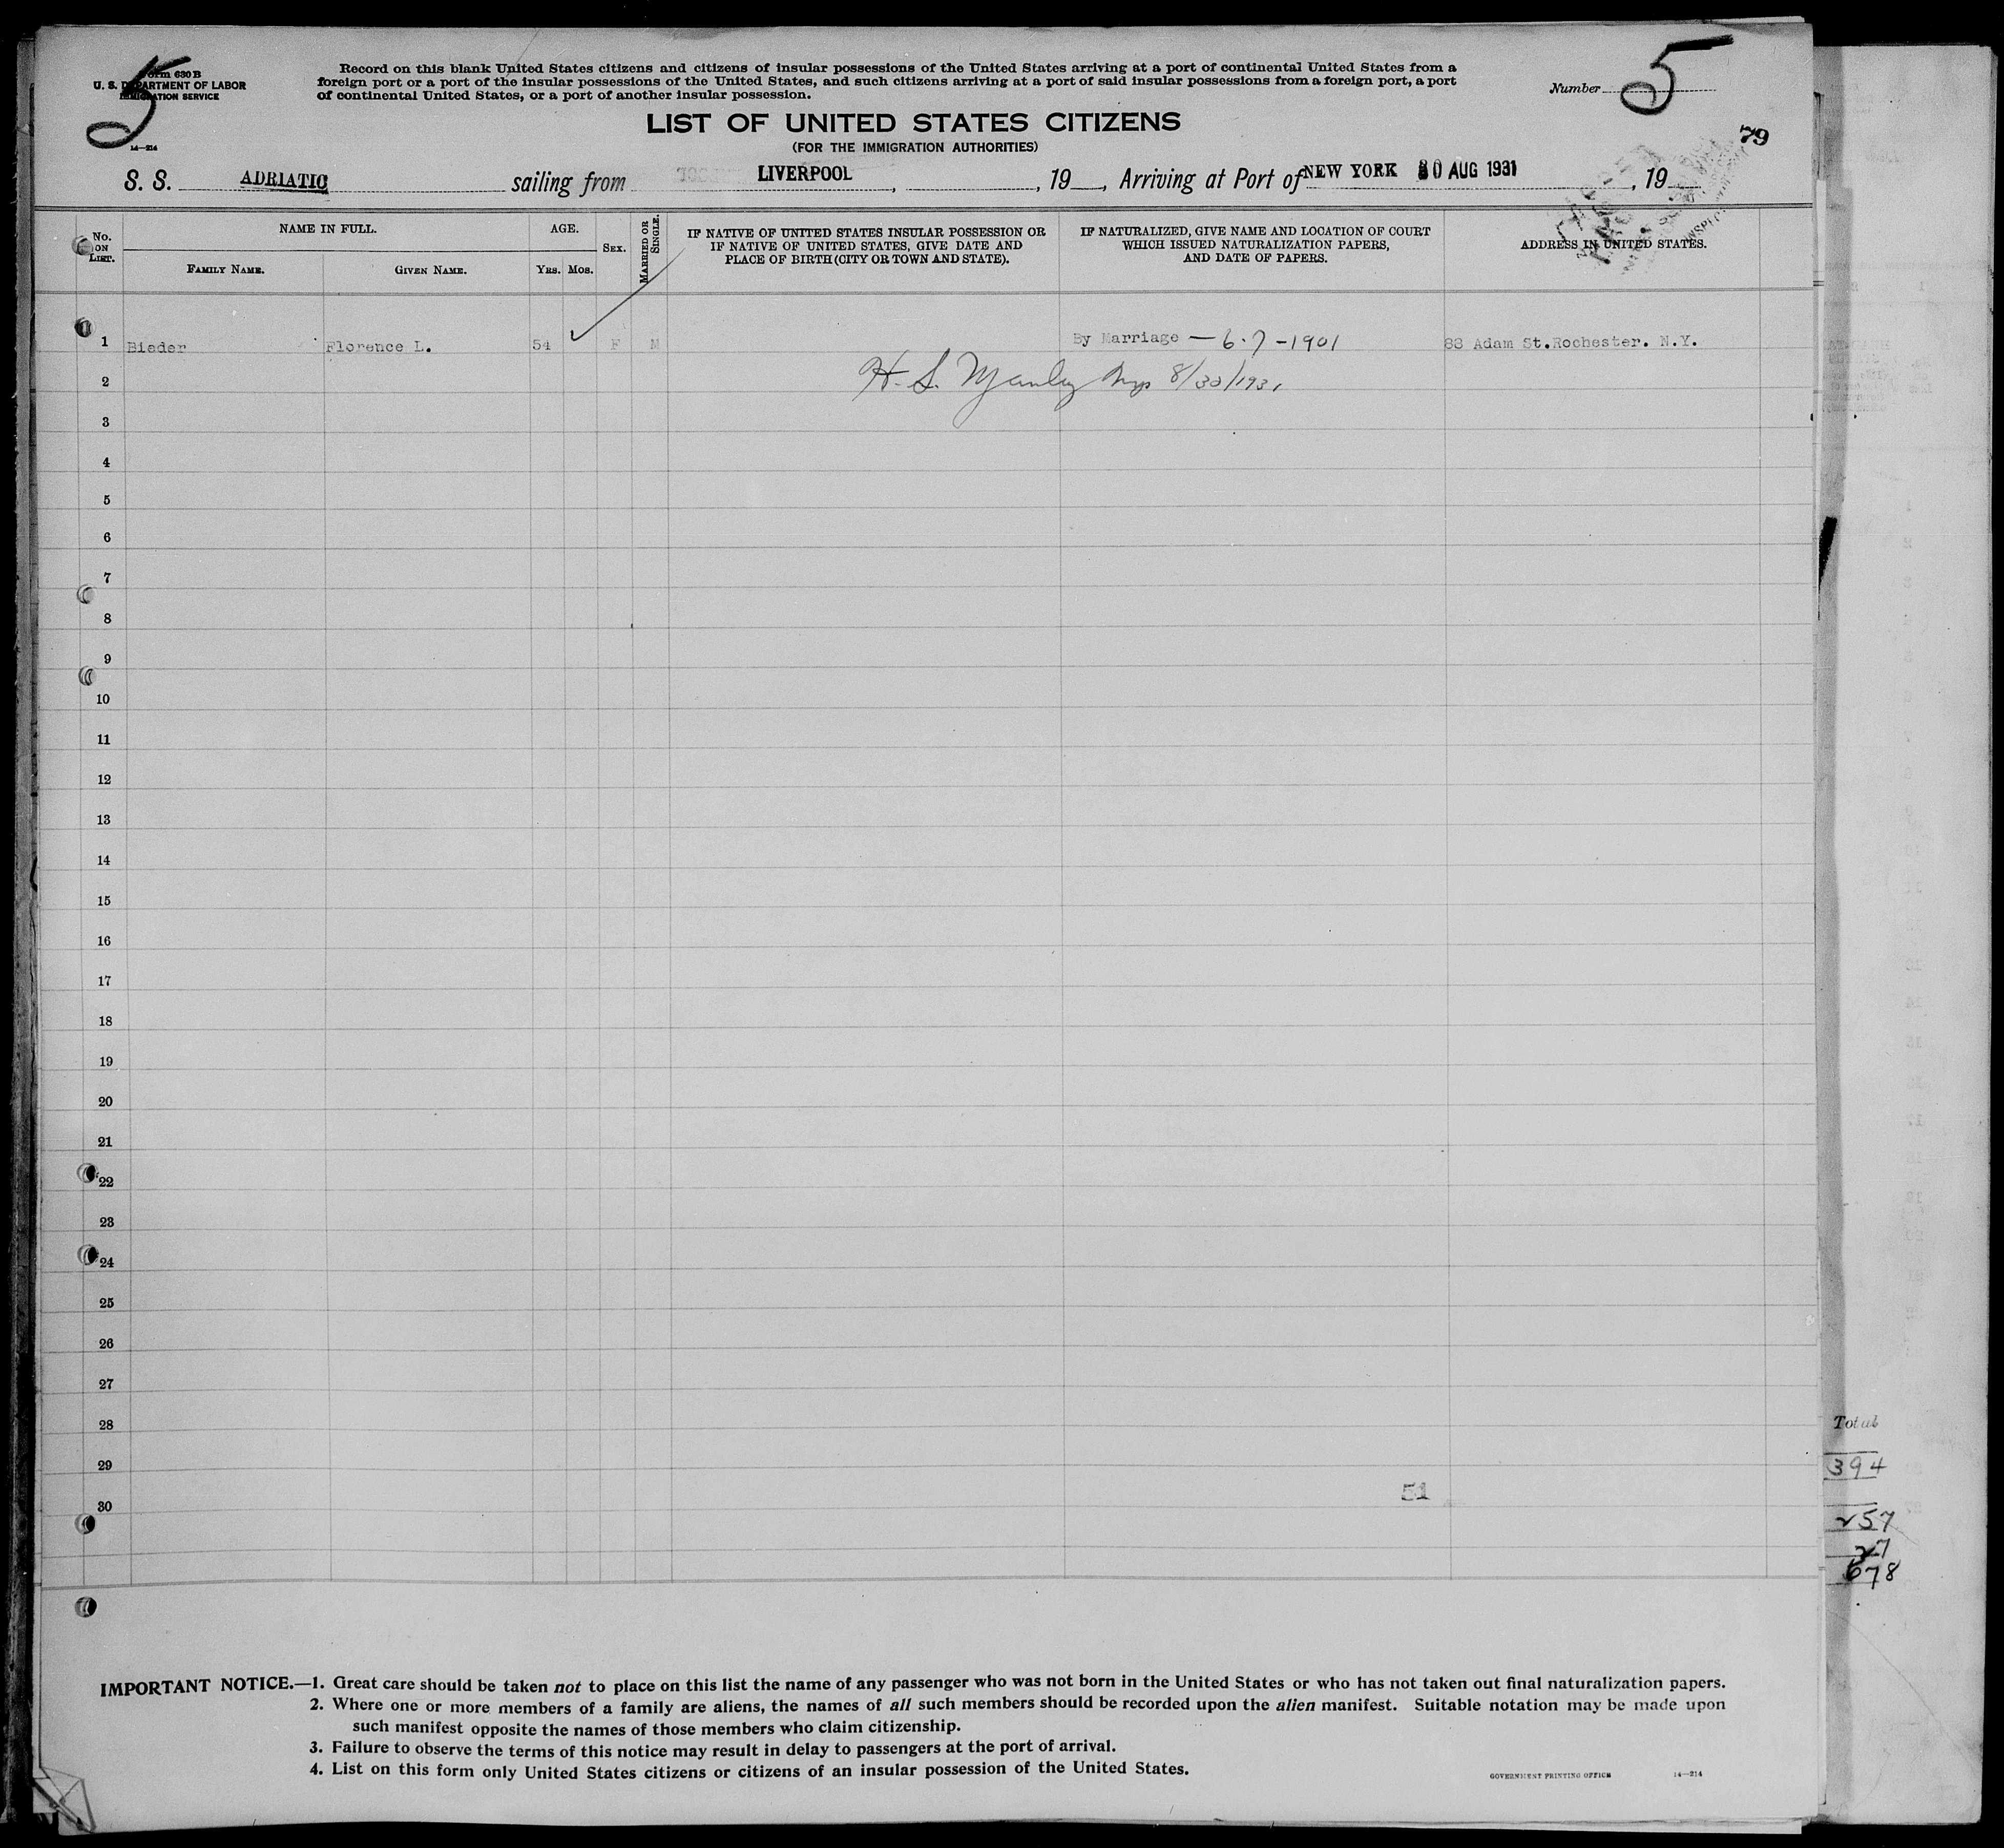 Form 630 B
U. S. DEPARTMENT OF LABOR
IMMIGRATION SERVICE
14—214
5
Record on this blank United States citizens and citizens of insular possessions of the United States arriving at a port of continental United States from a
foreign port or a port of the insular possessions of the United States, and such citizens arriving at a port of said insular possessions from a foreign port, a port
of continental United States, or a port of another insular possession.
Number 5
LIST OF UNITED STATES CITIZENS
(FOR THE IMMIGRATION AUTHORITIES)
79
S. S. ADRIATIC sailing from LIVERPOOL, , 19 , Arriving at Port of NEW YORK 30 AUG 1931 , 19
No. ON LIST.
NAME IN FULL.
FAMILY NAME.
GIVEN NAME.
AGE.
YRS. MOS.
SEX.
MARRIED OR SINGLE.
IF NATIVE OF UNITED STATES INSULAR POSSESSION OR
IF NATIVE OF UNITED STATES, GIVE DATE AND
PLACE OF BIRTH (CITY OR TOWN AND STATE).
IF NATURALIZED, GIVE NAME AND LOCATION OF COURT
WHICH ISSUED NATURALIZATION PAPERS,
AND DATE OF PAPERS.
ADDRESS IN UNITED STATES.
1 Bieder Florence L. 54 F M By Marriage — 6-7-1901 88 Adam St.Rochester. N.Y.
2 H. S. Manley Insp 8/30/1931
3
4
5
6
7
8
9
10
11
12
13
14
15
16
17
18
19
20
21
22
23
24
25
26
27
28
29
30
51
Total
394
257
27
678
IMPORTANT NOTICE.—1. Great care should be taken not to place on this list the name of any passenger who was not born in the United States or who has not taken out final naturalization papers.
2. Where one or more members of a family are aliens, the names of all such members should be recorded upon the alien manifest. Suitable notation may be made upon
such manifest opposite the names of those members who claim citizenship.
3. Failure to observe the terms of this notice may result in delay to passengers at the port of arrival.
4. List on this form only United States citizens or citizens of an insular possession of the United States.
GOVERNMENT PRINTING OFFICE 14—214